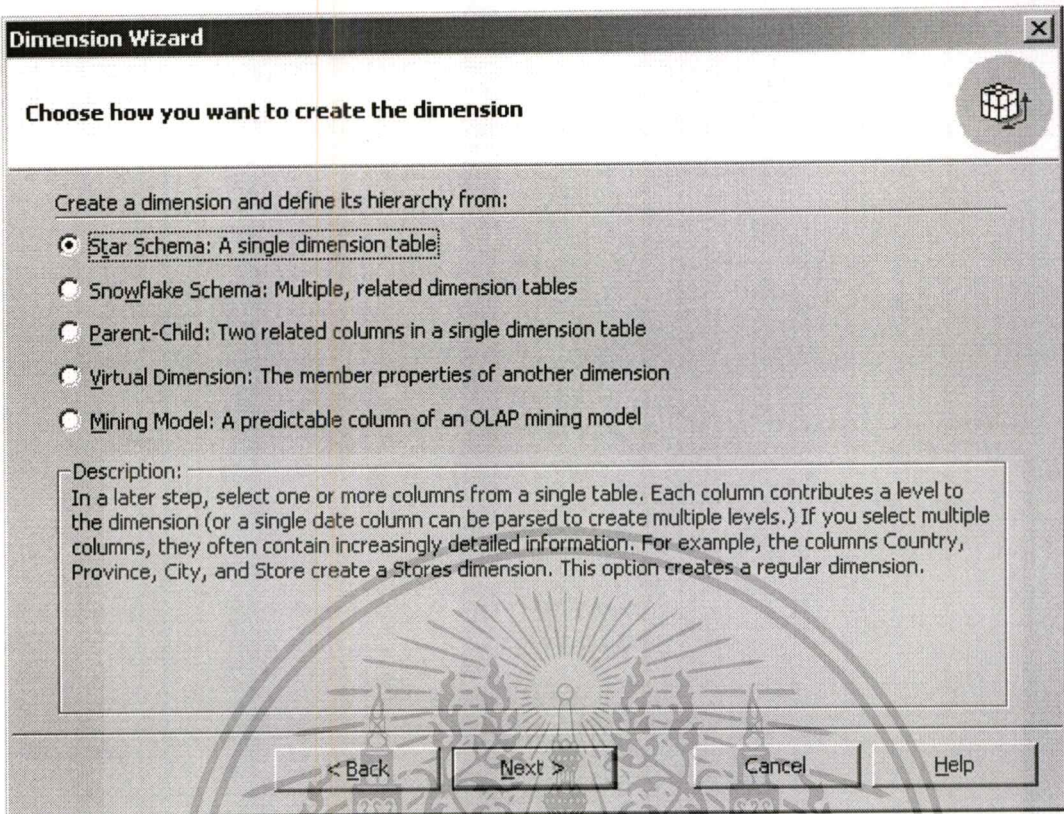 Dimension Wizard
Choose how you want to create the dimension
Create a dimension and define its hierarchy from:
Star Schema: A single dimension table
Snowflake Schema: Multiple, related dimension tables
Parent-Child: Two related columns in a single dimension table
Virtual Dimension: The member properties of another dimension
Mining Model: A predictable column of an OLAP mining model
Description:
In a later step, select one or more columns from a single table. Each column contributes a level to
the dimension (or a single date column can be parsed to create multiple levels.) If you select multiple
columns, they often contain increasingly detailed information. For example, the columns Country,
Province, City, and Store create a Stores dimension. This option creates a regular dimension.
< Back
Next >
Cancel
Help